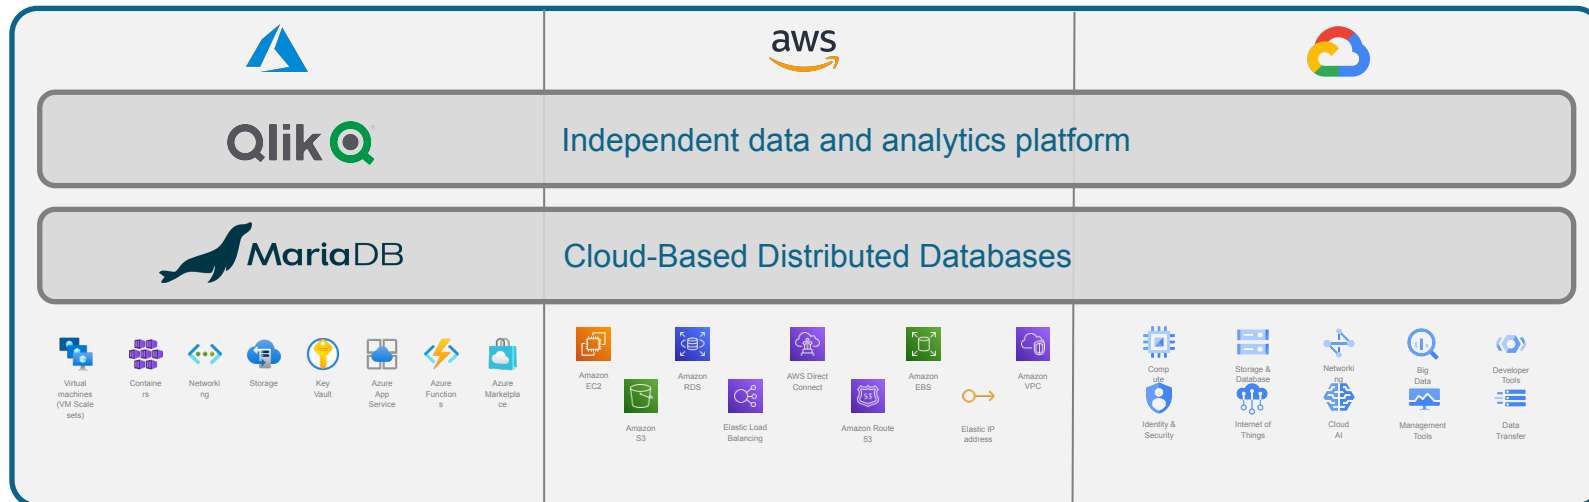 aws
Qlik
Independent data and analytics platform
MariaDB
Cloud-Based Distributed Databases
Virtual
machines
(VM Scale
sets)
Containe
rs
Networki
ng
Storage
Key
Vault
Azure
App
Service
Azure
Function
s
Azure
Marketpla
ce
Amazon
EC2
Amazon
RDS
AWS Direct
Connect
Amazon
EBS
Amazon
VPC
Amazon
S3
Elastic Load
Balancing
53
Amazon Route
53
Elastic IP
address
Comp
ute
Storage &
Database
Networki
ng
Big
Data
Developer
Tools
Identity &
Security
Internet of
Things
Cloud
AI
Management
Tools
Data
Transfer